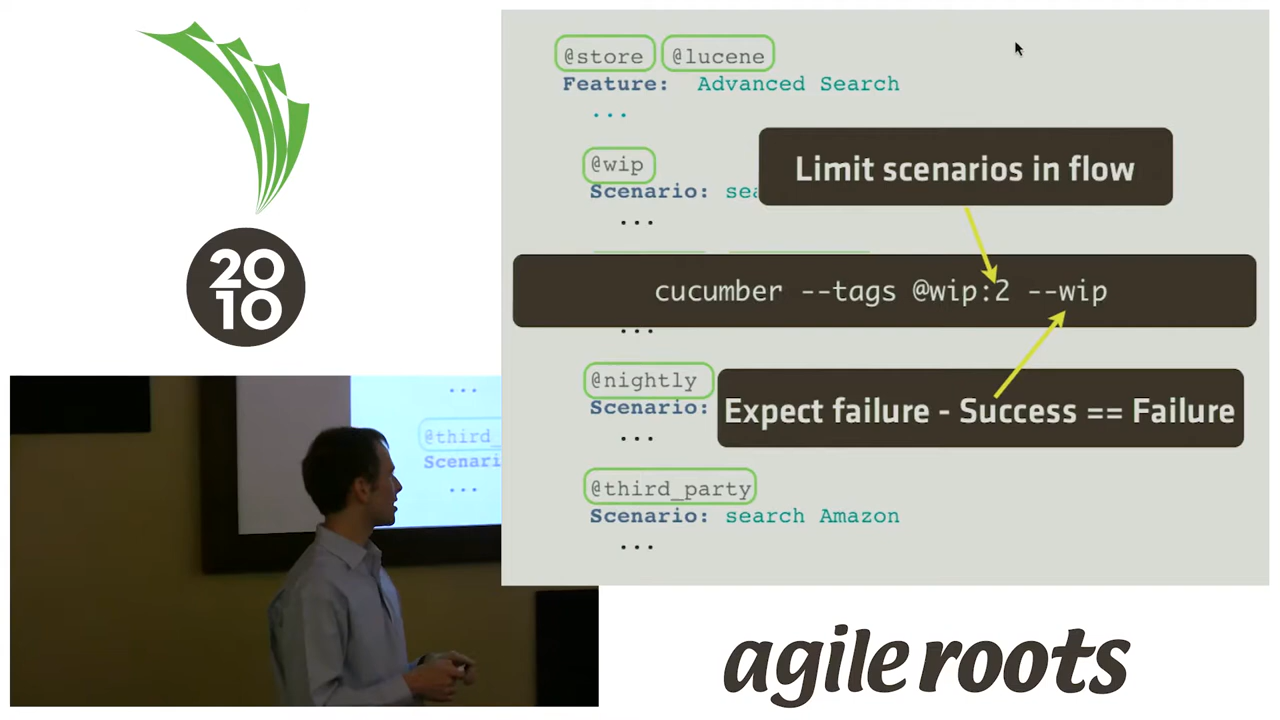 20
10
@store @lucene
Feature: Advanced Search
...
@wip
Scenario: sea
...
Limit scenarios in flow
cucumber --tags @wip:2 --wip
...
@nightly
Scenario:
...
Expect failure - Success == Failure
@third_party
Scenario: search Amazon
...
...
@third_
Scenari
...
agile roots